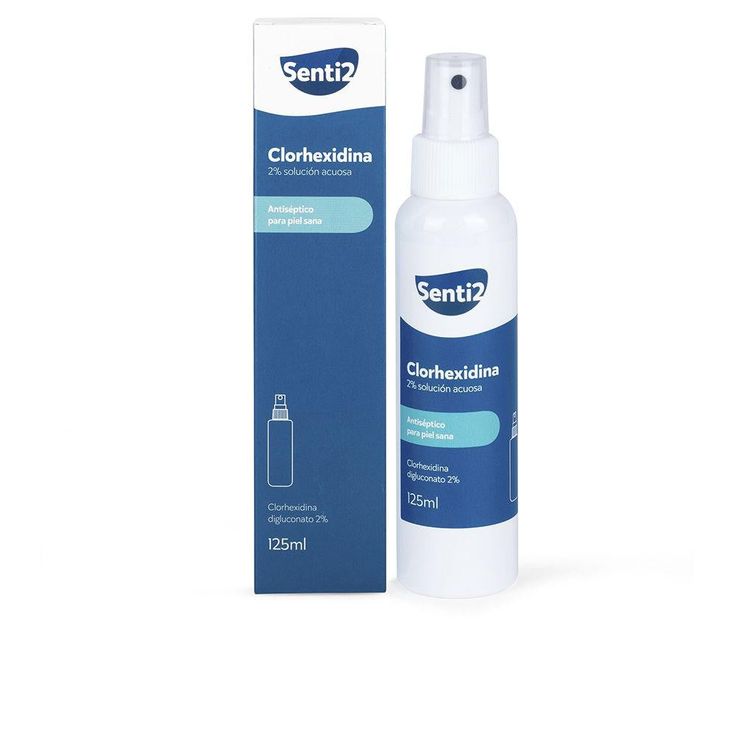 Senti2
Clorhexidina
2% solución acuosa
Antiséptico
para piel sana
Clorhexidina
digluconato 2%
125ml
Senti2
Clorhexidina
2% solución acuosa
Antiséptico
para piel sana
Clorhexidina
digluconato 2%
125ml